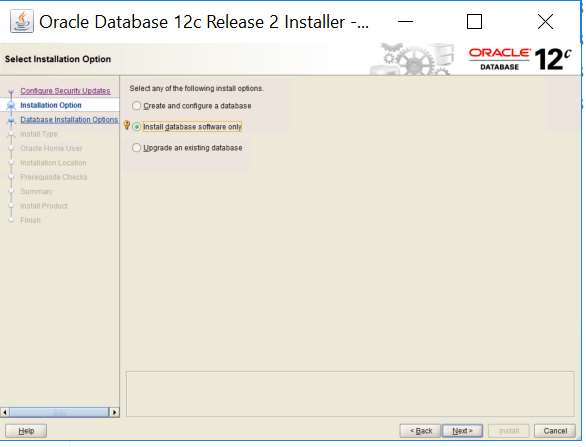 Oracle Database 12c Release 2 Installer -...
Select Installation Option
ORACLE
DATABASE
12c
Configure Security Updates
Installation Option
Database Installation Options
Install Type
Oracle Home User
Installation Location
Prerequisite Checks
Summary
Install Product
Finish
Select any of the following install options.
Create and configure a database
Install database software only
Upgrade an existing database
Help
< Back
Next >
Install
Cancel